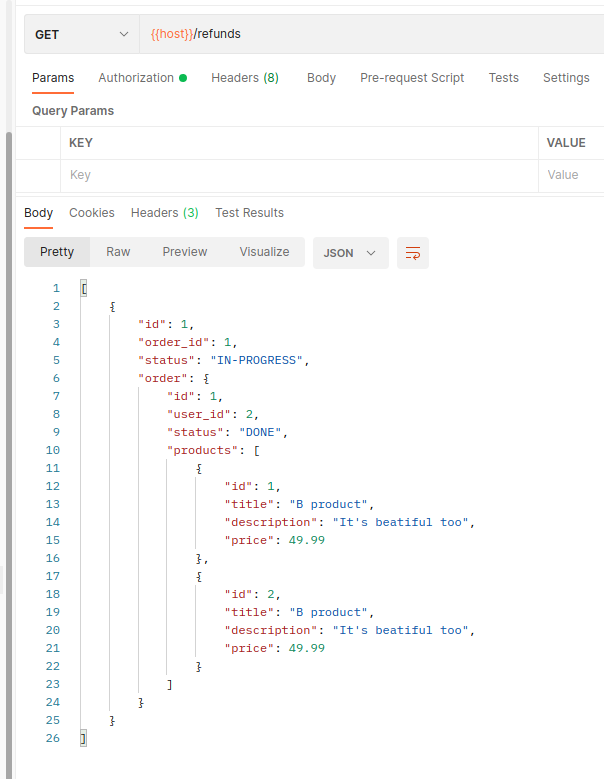 GET {{host}}/refunds
Params Authorization Headers (8) Body Pre-request Script Tests Settings
Query Params
KEY VALUE
Key Value
Body Cookies Headers (3) Test Results
Pretty Raw Preview Visualize JSON
1 [
2 {
3 "id": 1,
4 "order_id": 1,
5 "status": "IN-PROGRESS",
6 "order": {
7 "id": 1,
8 "user_id": 2,
9 "status": "DONE",
10 "products": [
11 {
12 "id": 1,
13 "title": "B product",
14 "description": "It's beatiful too",
15 "price": 49.99
16 },
17 {
18 "id": 2,
19 "title": "B product",
20 "description": "It's beatiful too",
21 "price": 49.99
22 }
23 ]
24 }
25 }
26 ]